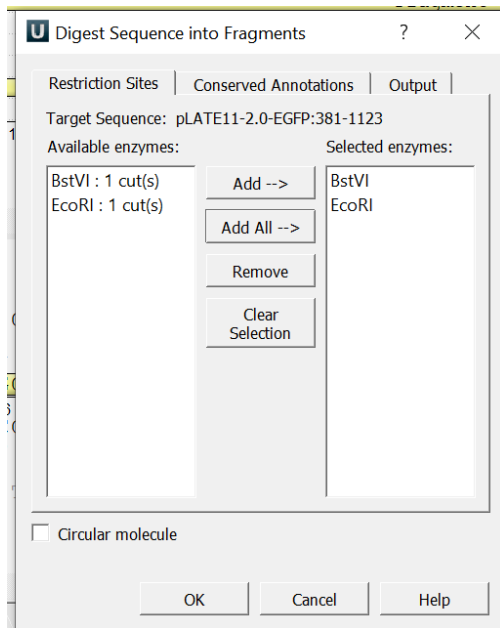 Digest Sequence into Fragments ? ×
Restriction Sites Conserved Annotations Output
Target Sequence: pLATE11-2.0-EGFP:381-1123
Available enzymes: Selected enzymes:
BstVI : 1 cut(s) Add --> BstVI
EcoRI : 1 cut(s) EcoRI
Add All -->
Remove
Clear
Selection
Circular molecule
OK Cancel Help